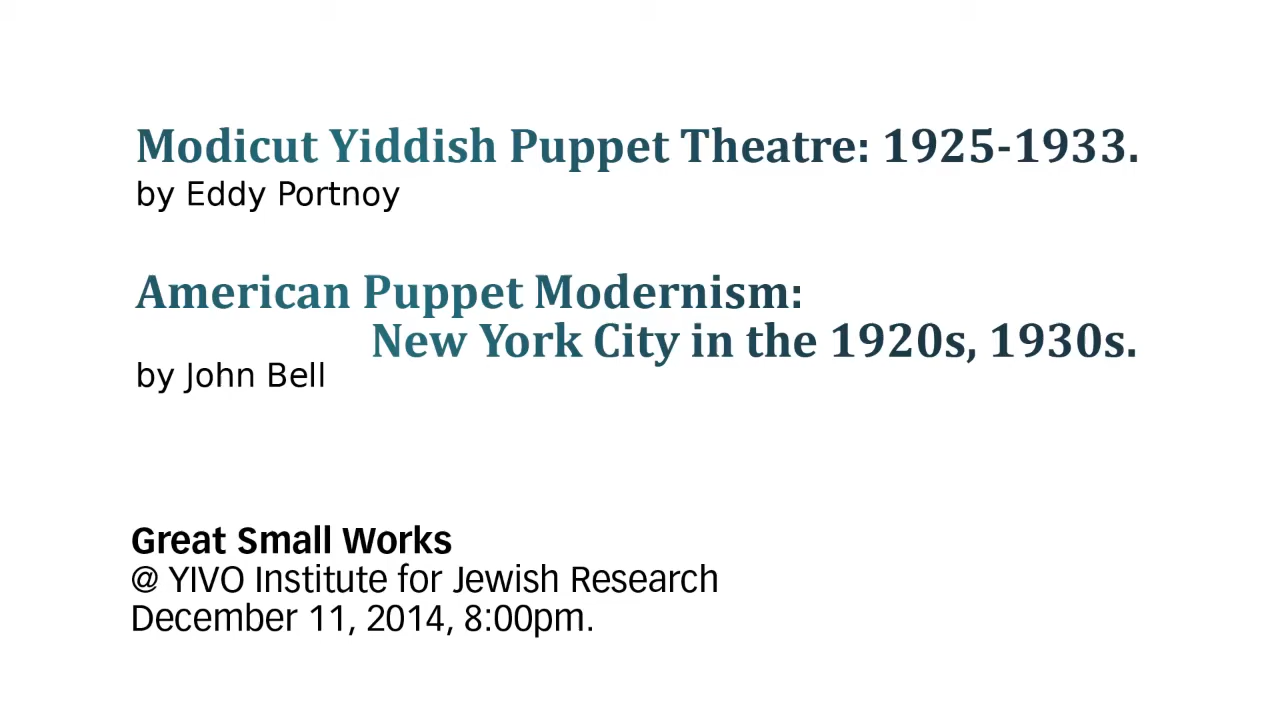 Modicut Yiddish Puppet Theatre: 1925-1933.
by Eddy Portnoy
American Puppet Modernism:
New York City in the 1920s, 1930s.
by John Bell
Great Small Works
@ YIVO Institute for Jewish Research
December 11, 2014, 8:00pm.